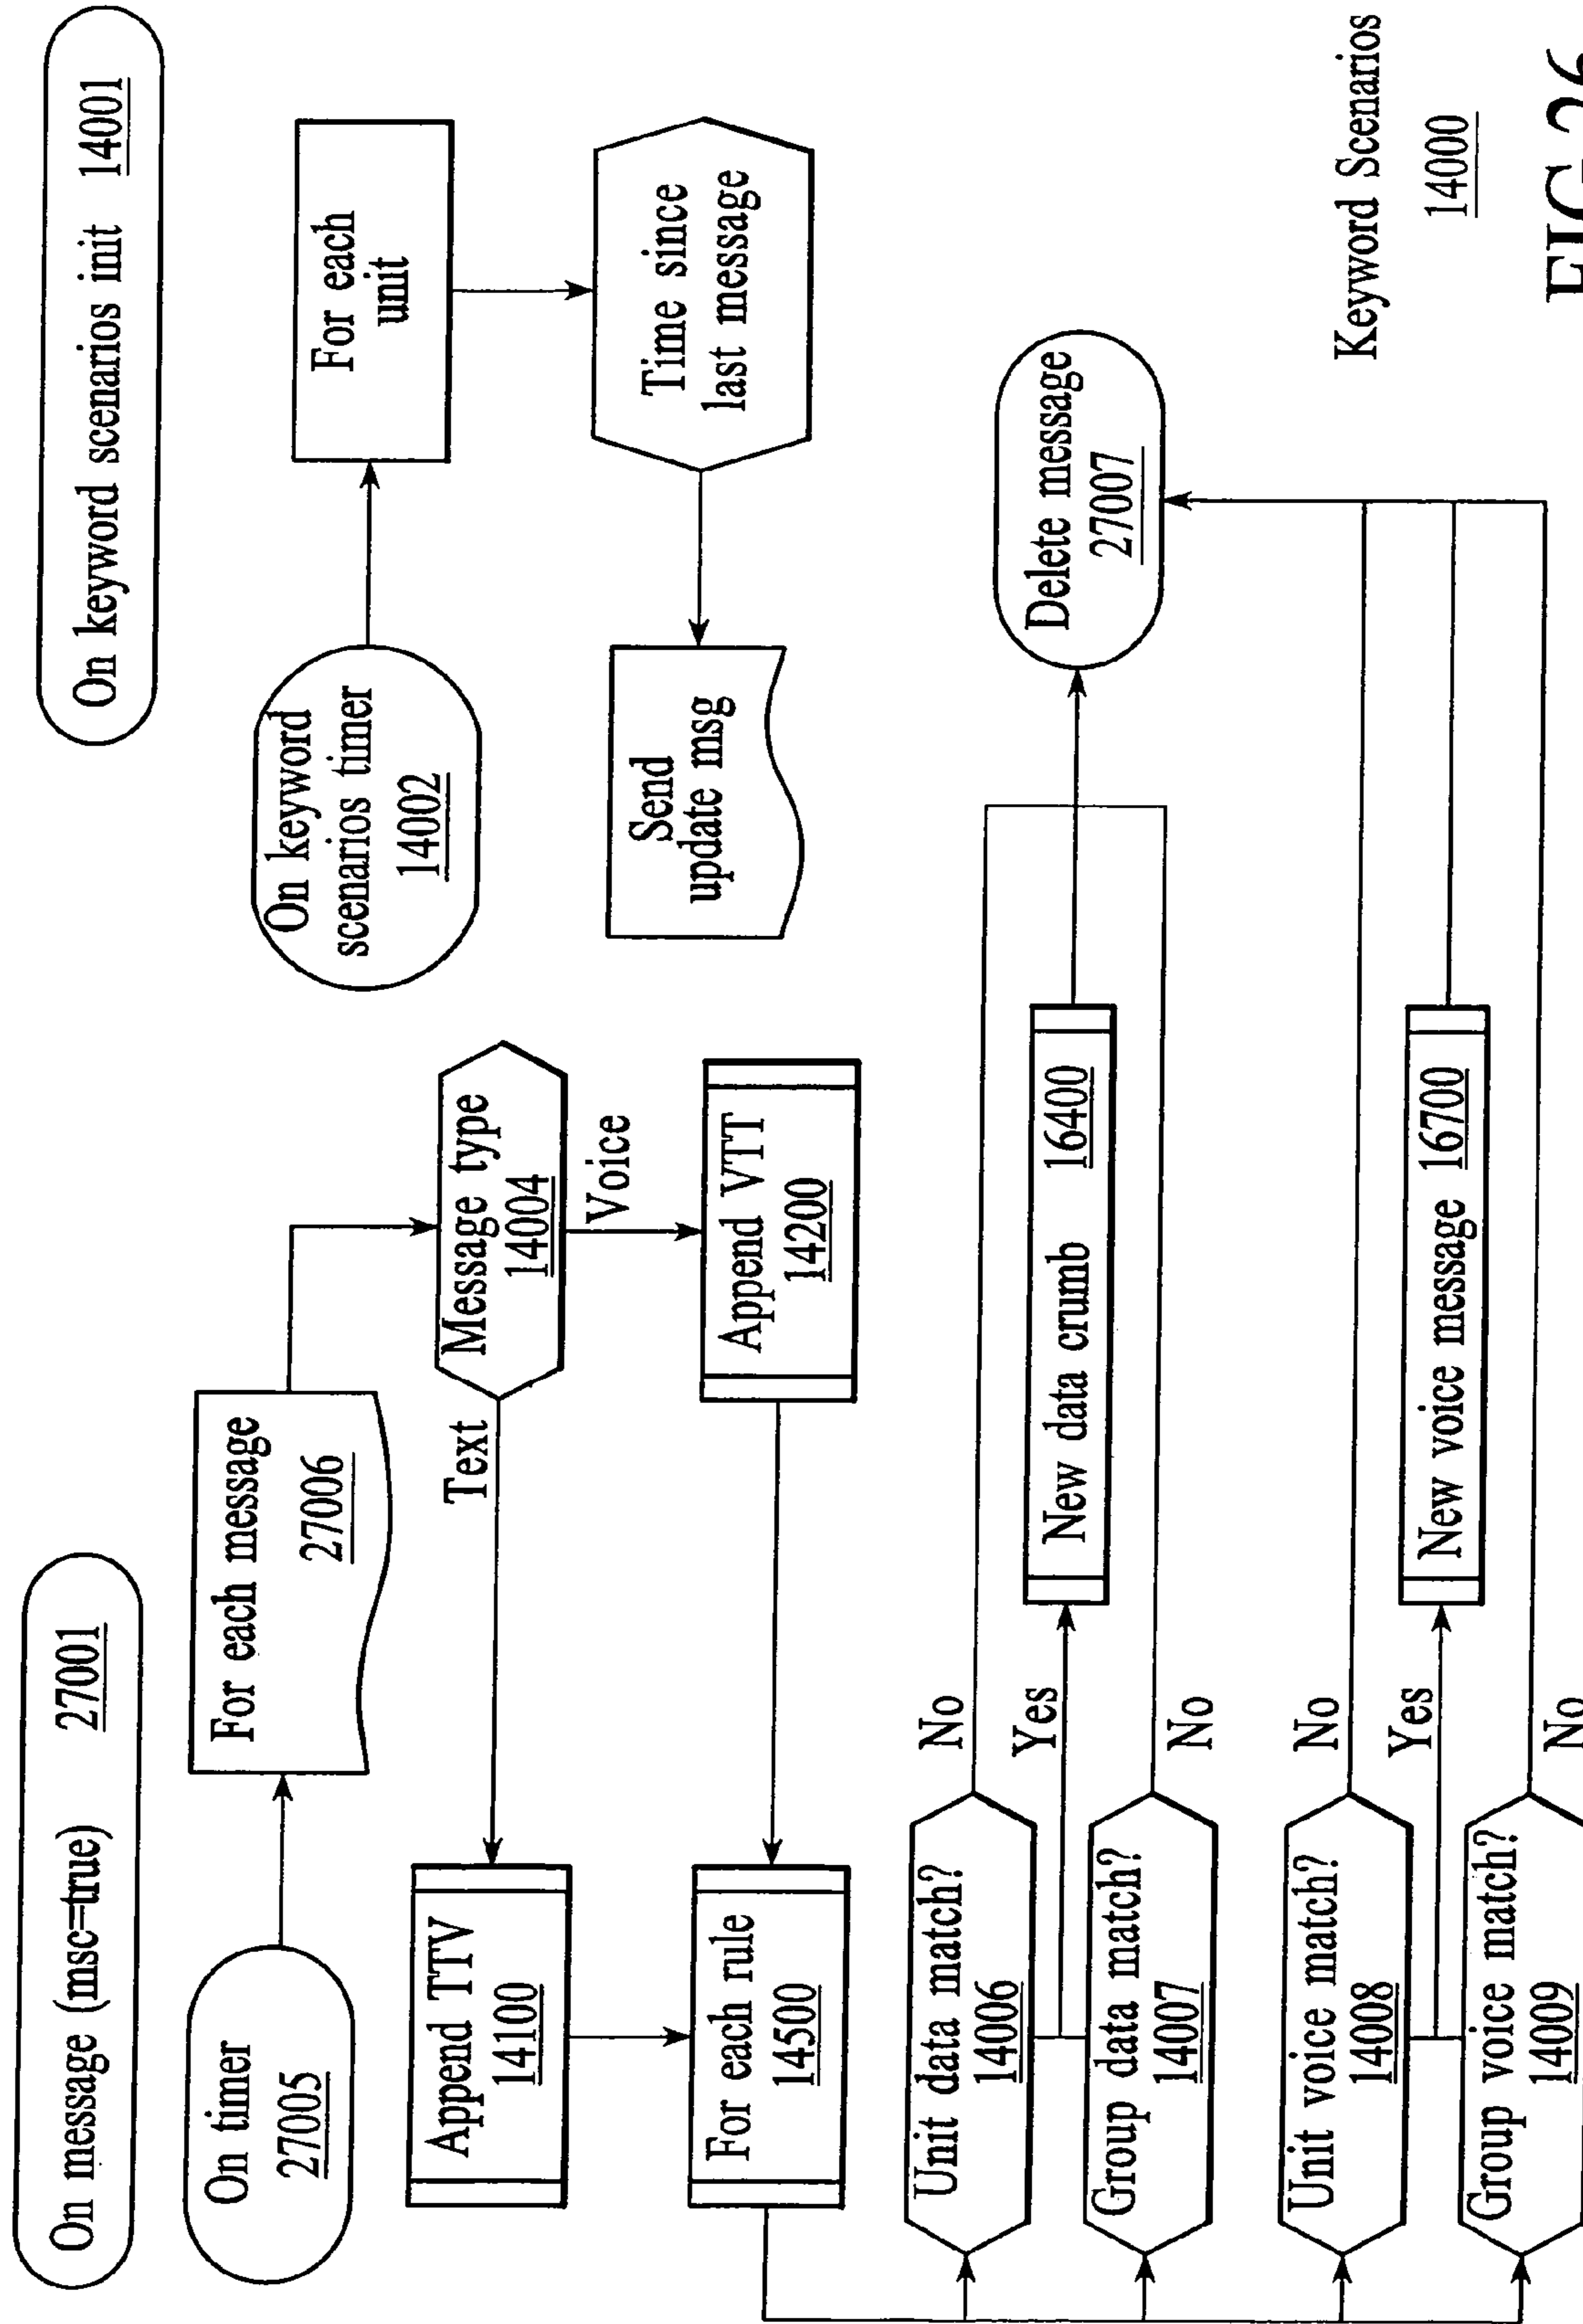 On message (msc=true) 27001
On keyword scenarios init 14001
On timer
27005
For each message
27006
On keyword
scenarios timer
14002
For each
unit
Message type
14004
Text
Voice
Append TTV
14100
Append VTT
14200
Time since
last message
Send
update msg
For each rule
14500
Unit data match?
14006
No
Yes
New data crumb 16400
Group data match?
14007
No
Delete message
27007
Unit voice match?
14008
No
Yes
New voice message 16700
Group voice match?
14009
No
Keyword Scenarios
14000
FIG.26